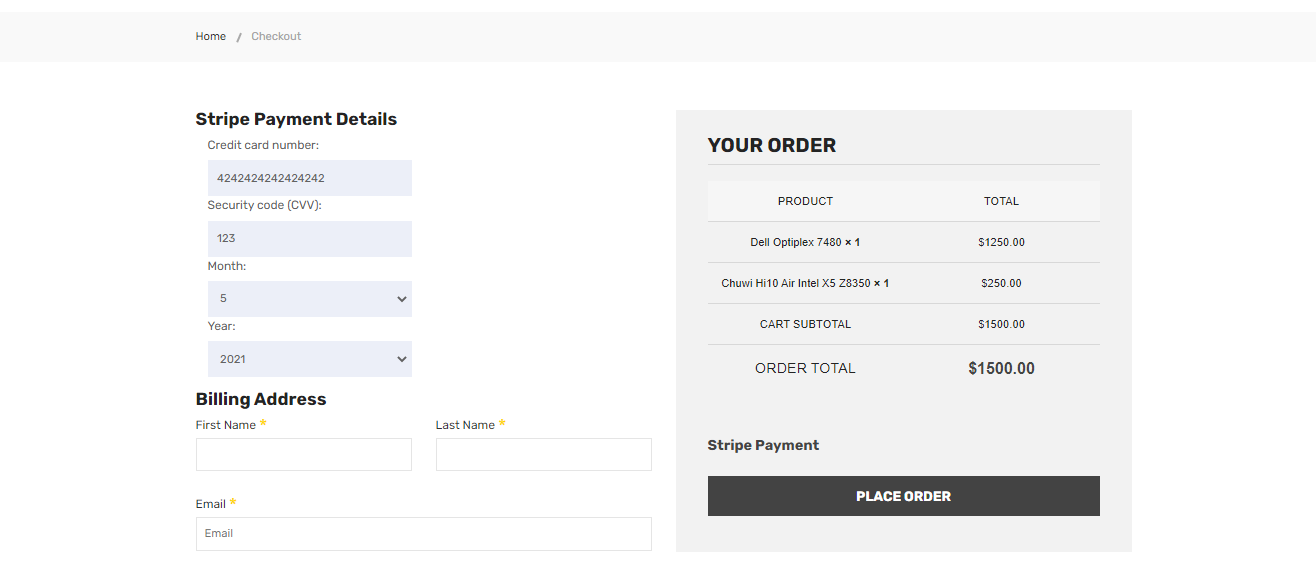 Home / Checkout
Stripe Payment Details
Credit card number:
4242424242424242
Security code (CVV):
123
Month:
5
Year:
2021
Billing Address
First Name * Last Name *
Email *
Email
YOUR ORDER
PRODUCT TOTAL
Dell Optiplex 7480 × 1 $1250.00
Chuwi Hi10 Air Intel X5 Z8350 × 1 $250.00
CART SUBTOTAL $1500.00
ORDER TOTAL $1500.00
Stripe Payment
PLACE ORDER